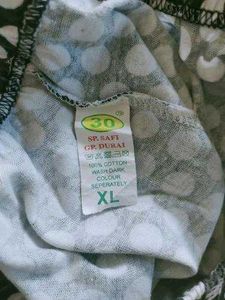 30
SP. SAFI
GP. DURAI
100% COTTON
WASH DARK
COLOUR
SEPERATELY
XL